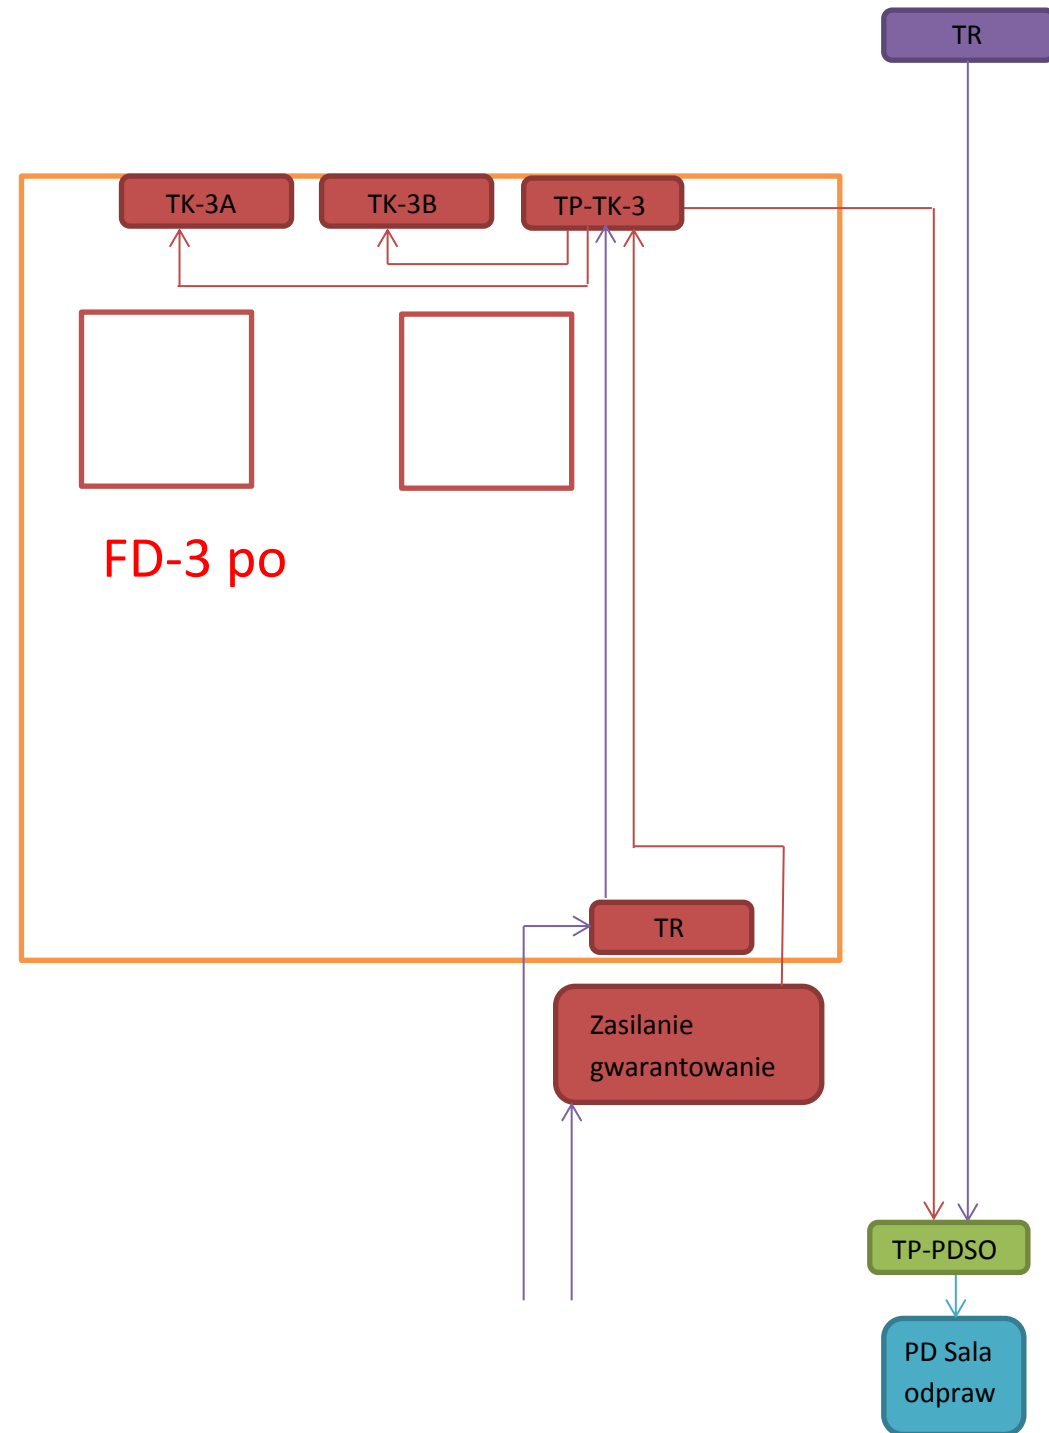 TR
TK-3A
TK-3B
TP-TK-3
FD-3 po
TR
Zasilanie
gwarantowanie
TP-PDSO
PD Sala
odpraw